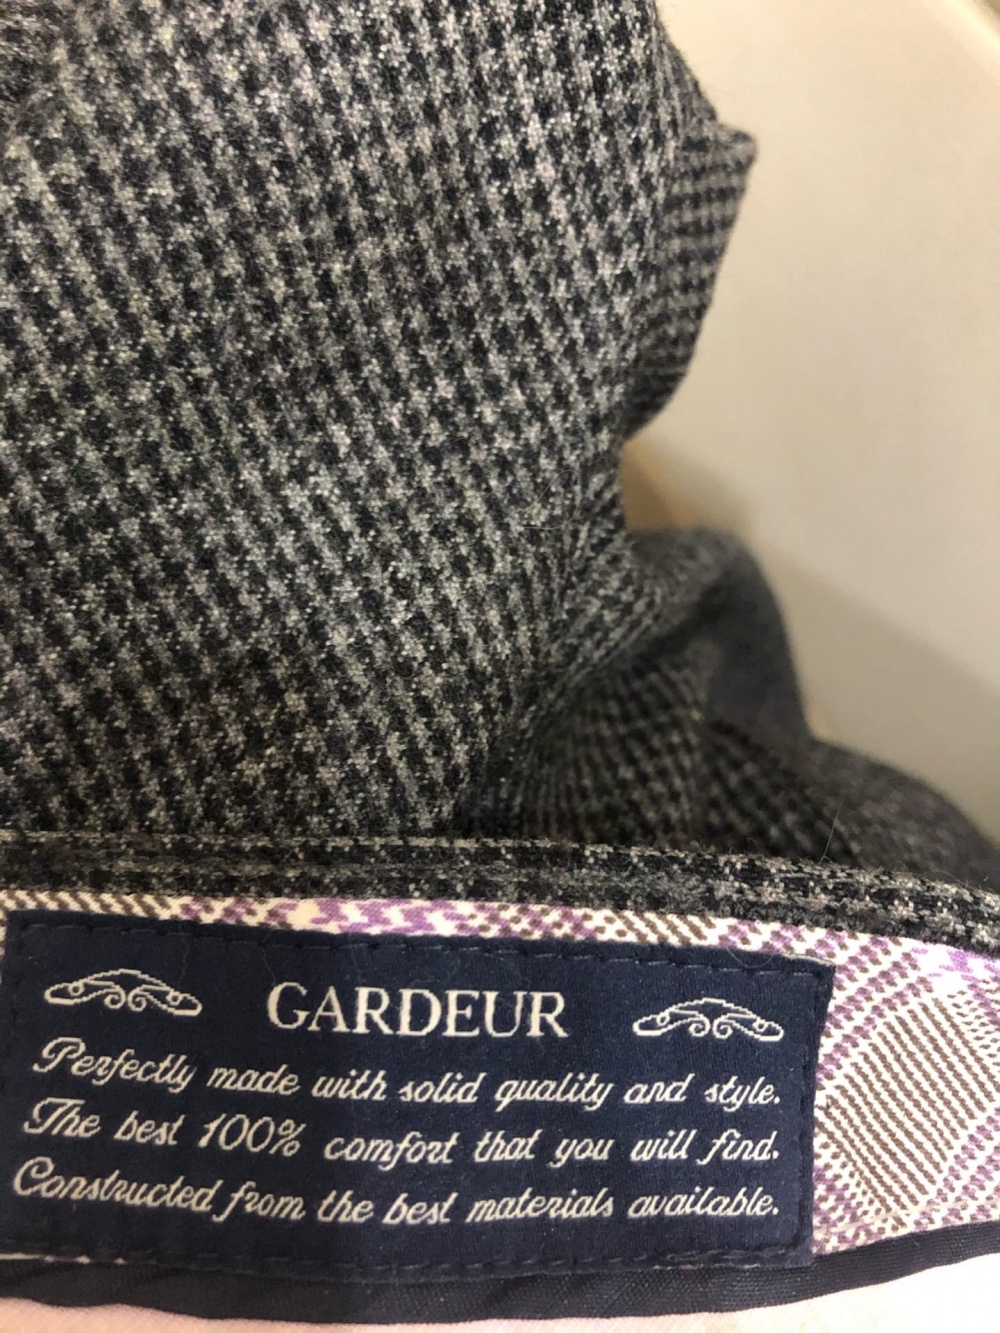 GARDEUR
Perfectly made with solid quality and style.
The best 100% comfort that you will find.
Constructed from the best materials available.